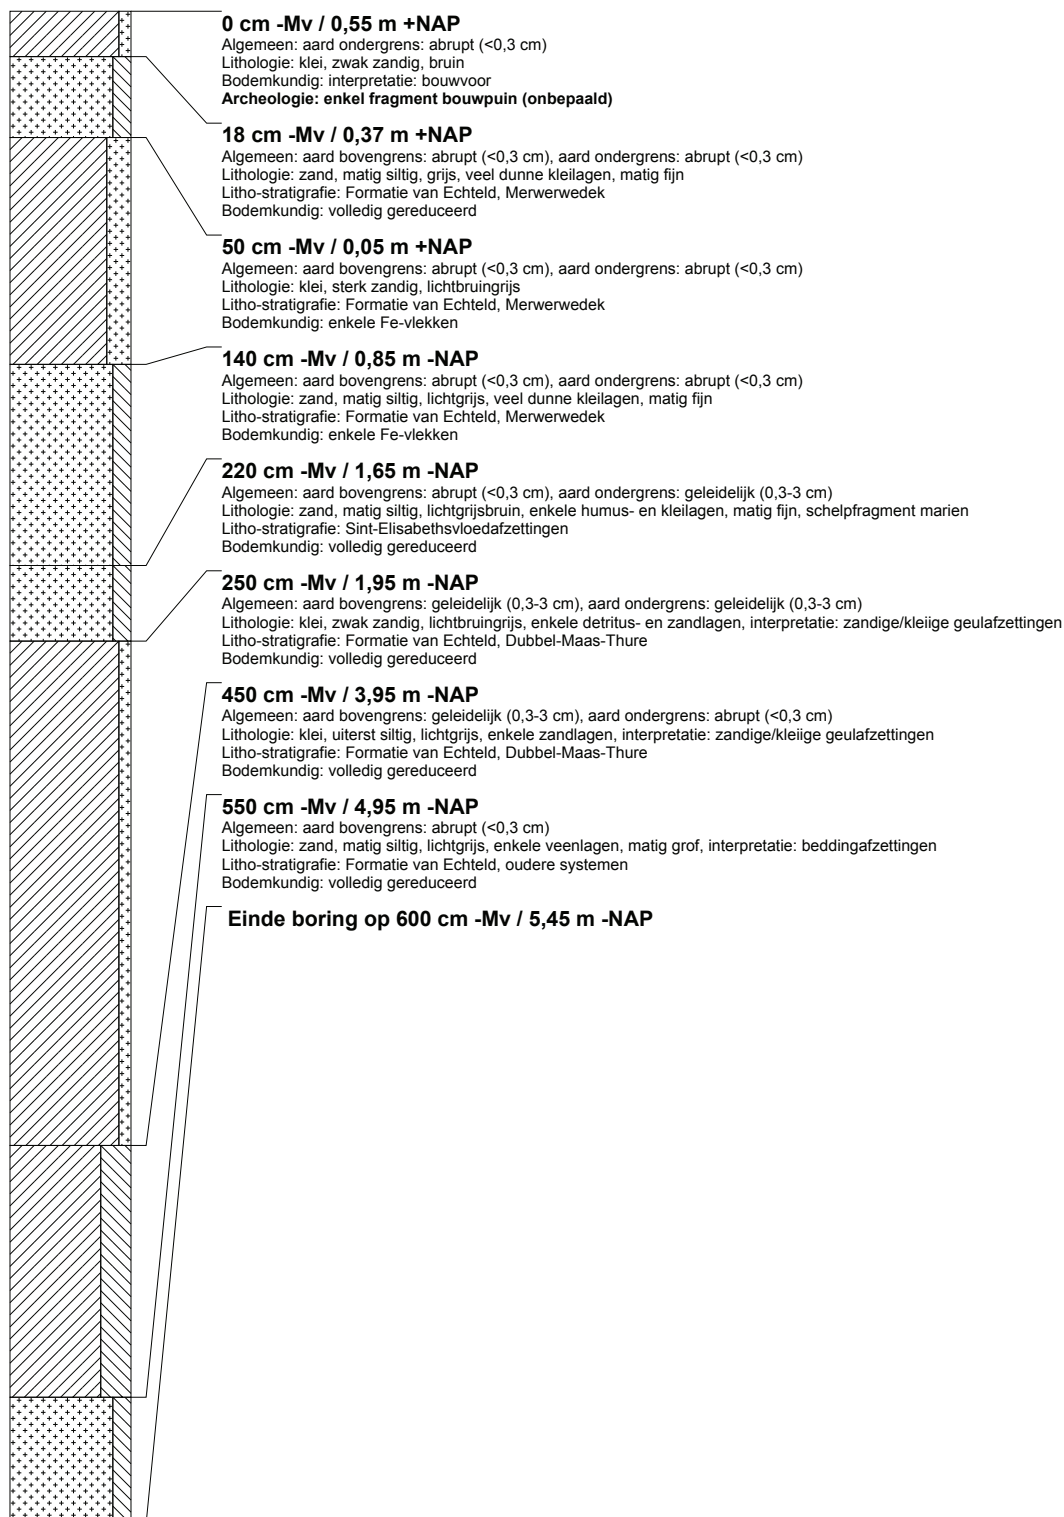 0 cm -Mv / 0,55 m +NAP
Algemeen: aard ondergrens: abrupt (<0,3 cm)
Lithologie: klei, zwak zandig, bruin
Bodemkundig: interpretatie: bouwvoor
Archeologie: enkel fragment bouwpuin (onbepaald)
18 cm -Mv / 0,37 m +NAP
Algemeen: aard bovengrens: abrupt (<0,3 cm), aard ondergrens: abrupt (<0,3 cm)
Lithologie: zand, matig siltig, grijs, veel dunne kleilagen, matig fijn
Litho-stratigrafie: Formatie van Echteld, Merwerwedek
Bodemkundig: volledig gereduceerd
50 cm -Mv / 0,05 m +NAP
Algemeen: aard bovengrens: abrupt (<0,3 cm), aard ondergrens: abrupt (<0,3 cm)
Lithologie: klei, sterk zandig, lichtbruingrijs
Litho-stratigrafie: Formatie van Echteld, Merwerwedek
Bodemkundig: enkele Fe-vlekken
140 cm -Mv / 0,85 m -NAP
Algemeen: aard bovengrens: abrupt (<0,3 cm), aard ondergrens: abrupt (<0,3 cm)
Lithologie: zand, matig siltig, lichtgrijs, veel dunne kleilagen, matig fijn
Litho-stratigrafie: Formatie van Echteld, Merwerwedek
Bodemkundig: enkele Fe-vlekken
220 cm -Mv / 1,65 m -NAP
Algemeen: aard bovengrens: abrupt (<0,3 cm), aard ondergrens: geleidelijk (0,3-3 cm)
Lithologie: zand, matig siltig, lichtgrijsbruin, enkele humus- en kleilagen, matig fijn, schelpfragment marien
Litho-stratigrafie: Sint-Elisabethsvloedafzettingen
Bodemkundig: volledig gereduceerd
250 cm -Mv / 1,95 m -NAP
Algemeen: aard bovengrens: geleidelijk (0,3-3 cm), aard ondergrens: geleidelijk (0,3-3 cm)
Lithologie: klei, zwak zandig, lichtbruingrijs, enkele detritus- en zandlagen, interpretatie: zandige/kleiige geulafzettingen
Litho-stratigrafie: Formatie van Echteld, Dubbel-Maas-Thure
Bodemkundig: volledig gereduceerd
450 cm -Mv / 3,95 m -NAP
Algemeen: aard bovengrens: geleidelijk (0,3-3 cm), aard ondergrens: abrupt (<0,3 cm)
Lithologie: klei, uiterst siltig, lichtgrijs, enkele zandlagen, interpretatie: zandige/kleiige geulafzettingen
Litho-stratigrafie: Formatie van Echteld, Dubbel-Maas-Thure
Bodemkundig: volledig gereduceerd
550 cm -Mv / 4,95 m -NAP
Algemeen: aard bovengrens: abrupt (<0,3 cm)
Lithologie: zand, matig siltig, lichtgrijs, enkele veenlagen, matig grof, interpretatie: beddingafzettingen
Litho-stratigrafie: Formatie van Echteld, oudere systemen
Bodemkundig: volledig gereduceerd
Einde boring op 600 cm -Mv / 5,45 m -NAP